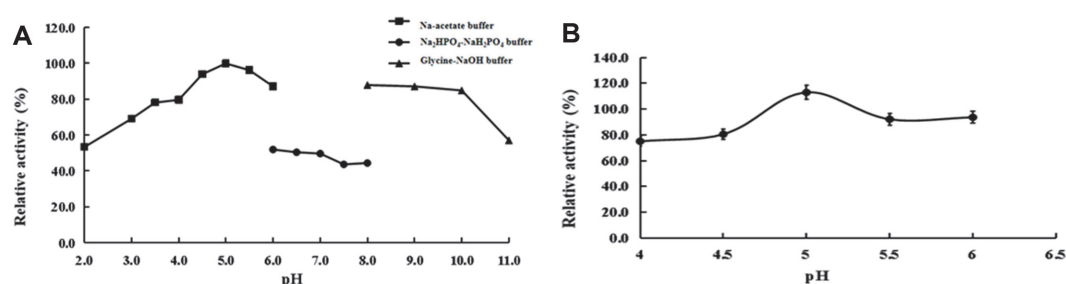 A
Na-acetate buffer
Na₂HPO₄-NaH₂PO₄ buffer
Glycine-NaOH buffer
Relative activity (%)
120.0
100.0
80.0
60.0
40.0
20.0
0.0
2.0 3.0 4.0 5.0 6.0 7.0 8.0 9.0 10.0 11.0
pH
B
Relative activity (%)
140.0
120.0
100.0
80.0
60.0
40.0
20.0
0.0
4 4.5 5 5.5 6 6.5
pH